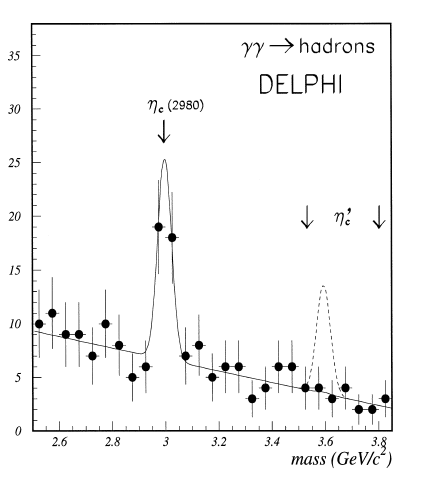 γγ → hadrons
DELPHI
η_c (2980)
η_c'
35
30
25
20
15
10
5
0
2.6 2.8 3 3.2 3.4 3.6 3.8
mass (GeV/c²)